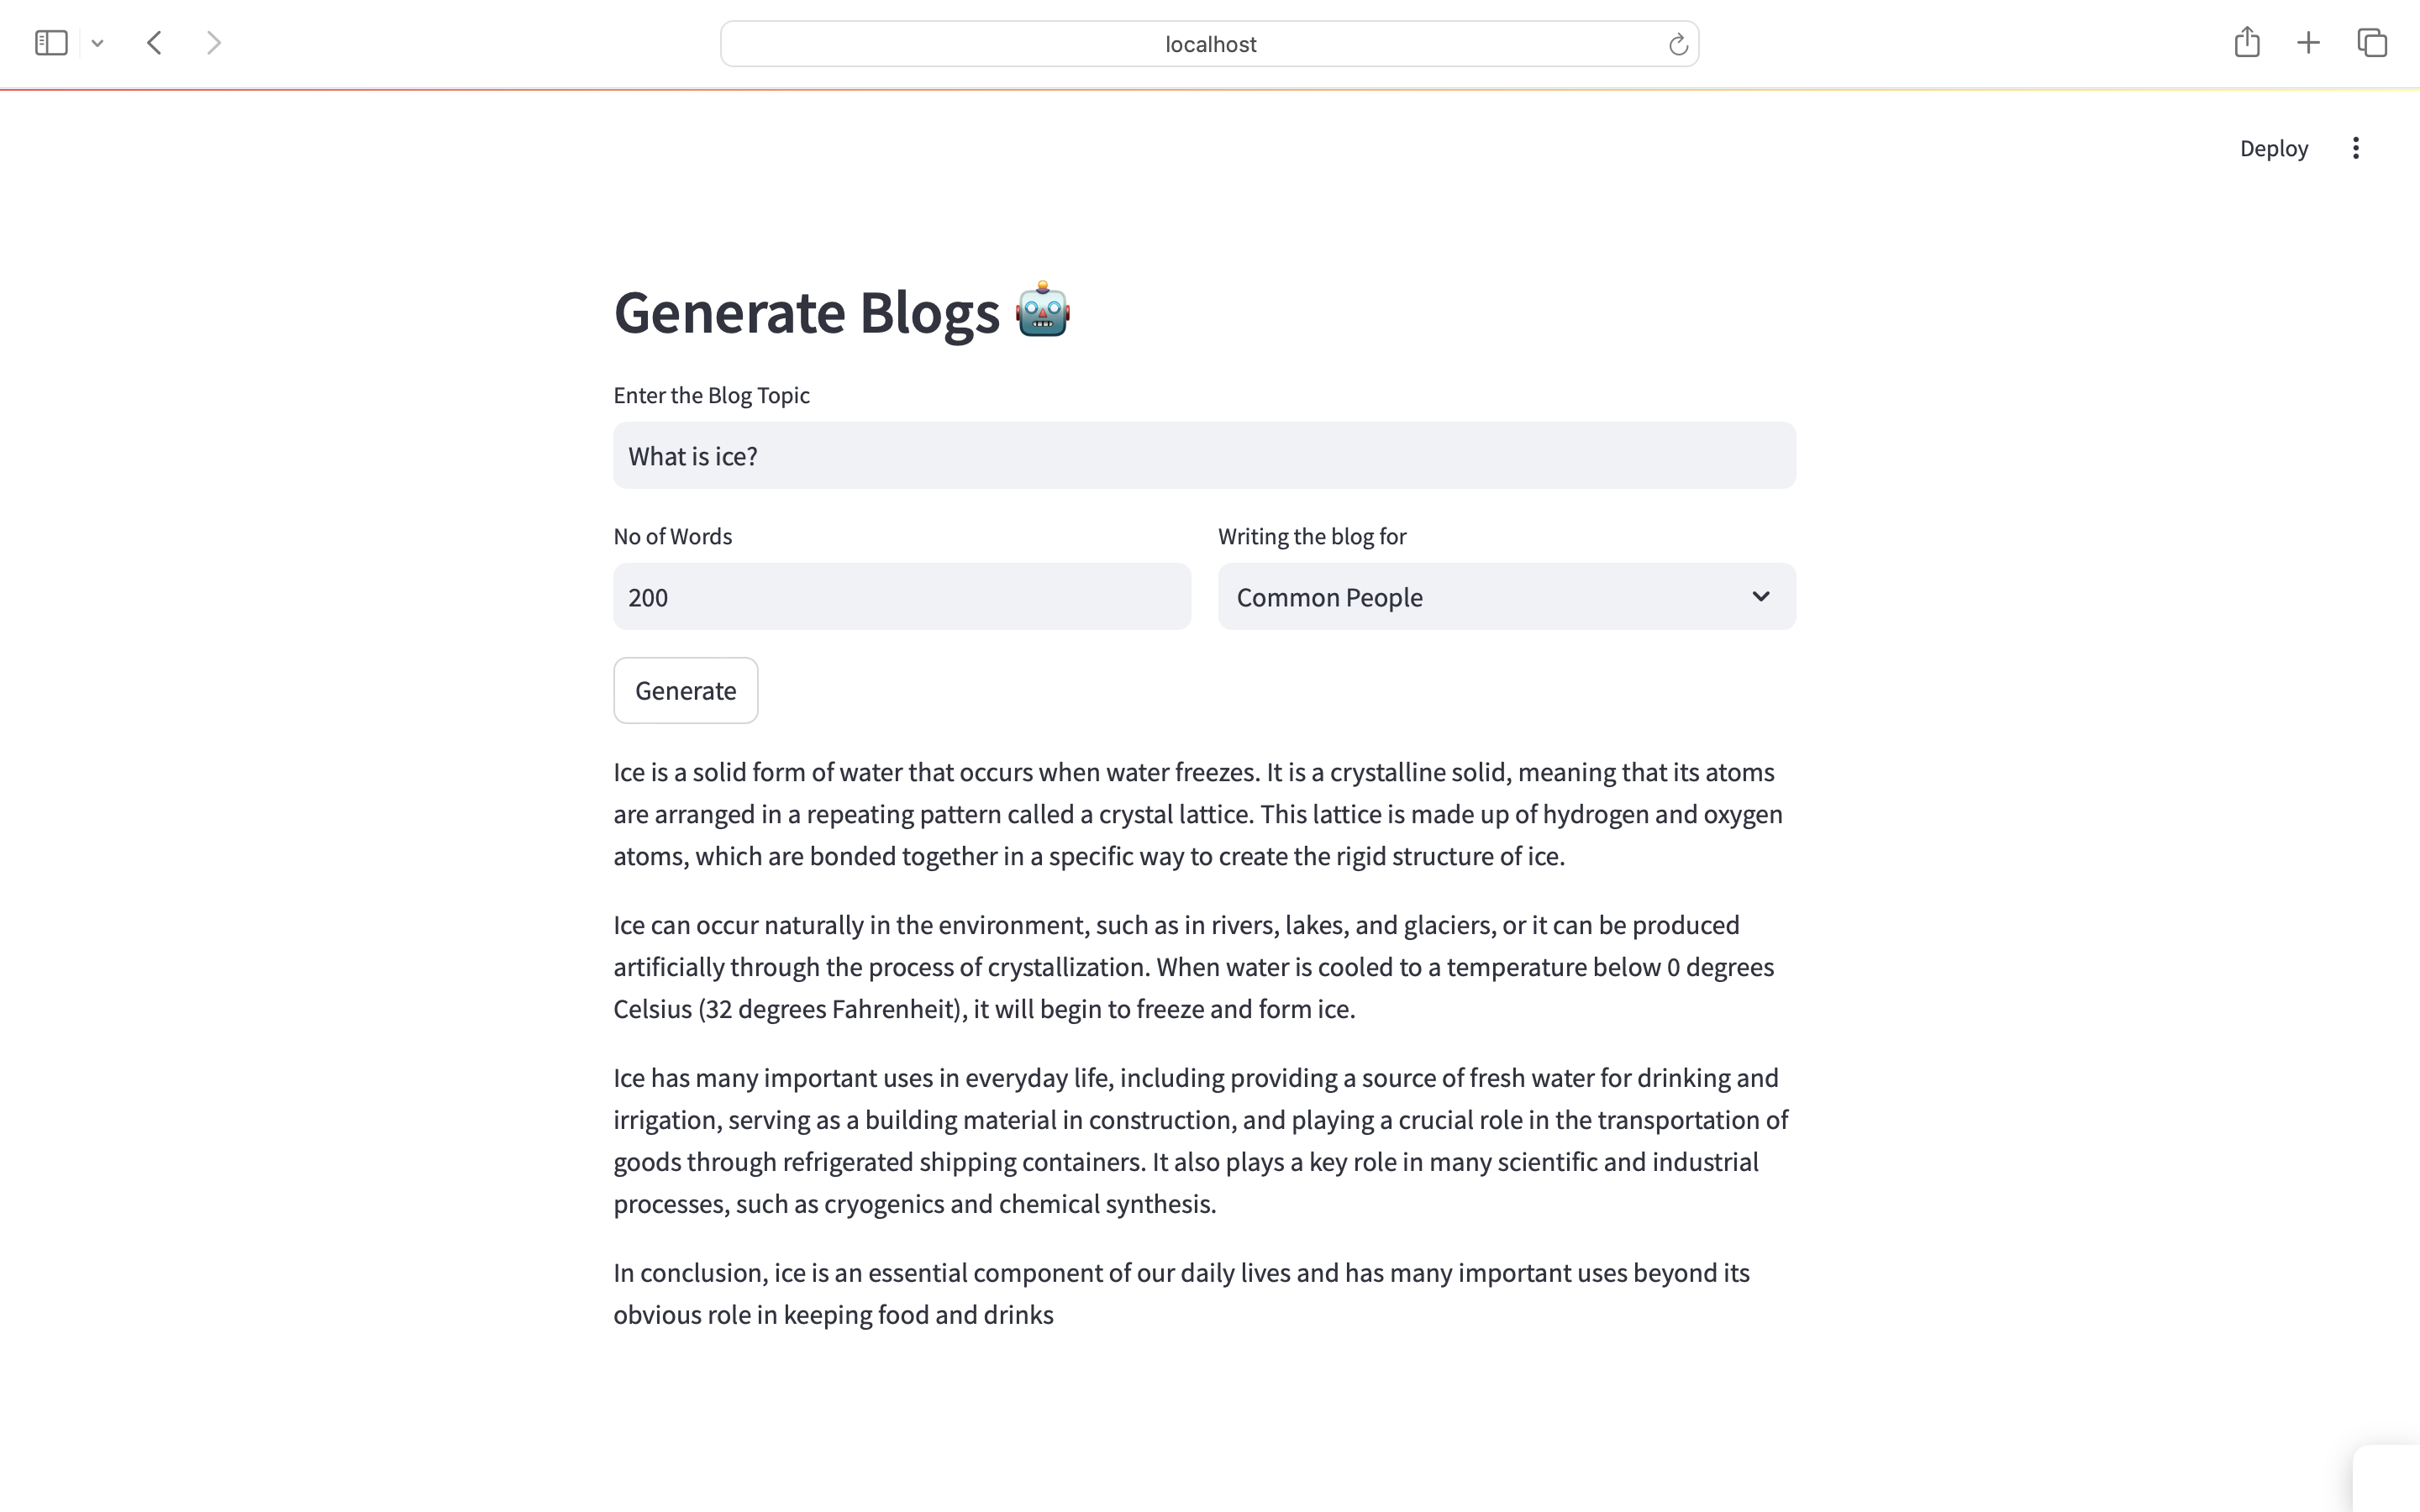 localhost
Deploy
Generate Blogs
Enter the Blog Topic
What is ice?
No of Words
Writing the blog for
200
Common People
Generate
Ice is a solid form of water that occurs when water freezes. It is a crystalline solid, meaning that its atoms
are arranged in a repeating pattern called a crystal lattice. This lattice is made up of hydrogen and oxygen
atoms, which are bonded together in a specific way to create the rigid structure of ice.
Ice can occur naturally in the environment, such as in rivers, lakes, and glaciers, or it can be produced
artificially through the process of crystallization. When water is cooled to a temperature below 0 degrees
Celsius (32 degrees Fahrenheit), it will begin to freeze and form ice.
Ice has many important uses in everyday life, including providing a source of fresh water for drinking and
irrigation, serving as a building material in construction, and playing a crucial role in the transportation of
goods through refrigerated shipping containers. It also plays a key role in many scientific and industrial
processes, such as cryogenics and chemical synthesis.
In conclusion, ice is an essential component of our daily lives and has many important uses beyond its
obvious role in keeping food and drinks